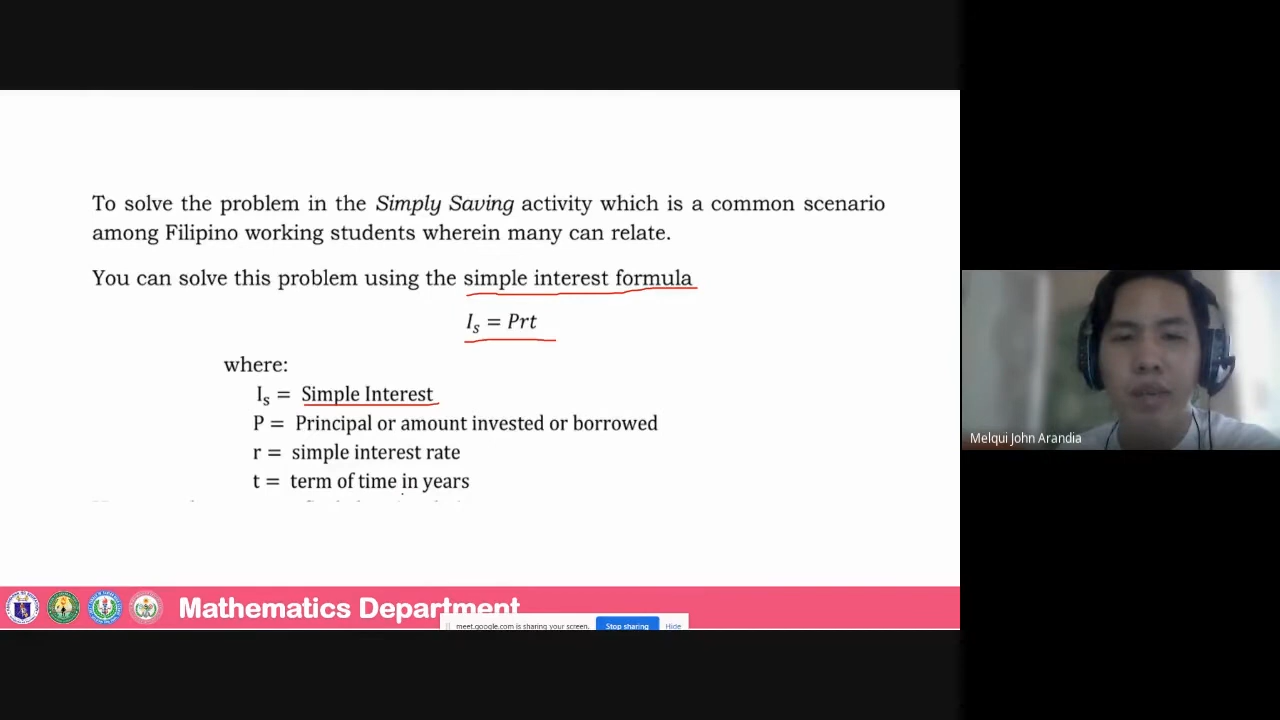 To solve the problem in the Simply Saving activity which is a common scenario
among Filipino working students wherein many can relate.
You can solve this problem using the simple interest formula
Iₛ = Prt
where:
Iₛ = Simple Interest
P = Principal or amount invested or borrowed
r = simple interest rate
t = term of time in years
Melqui John Arandia
Mathematics Department
meet.google.com is sharing your screen.
Stop sharing
Hide